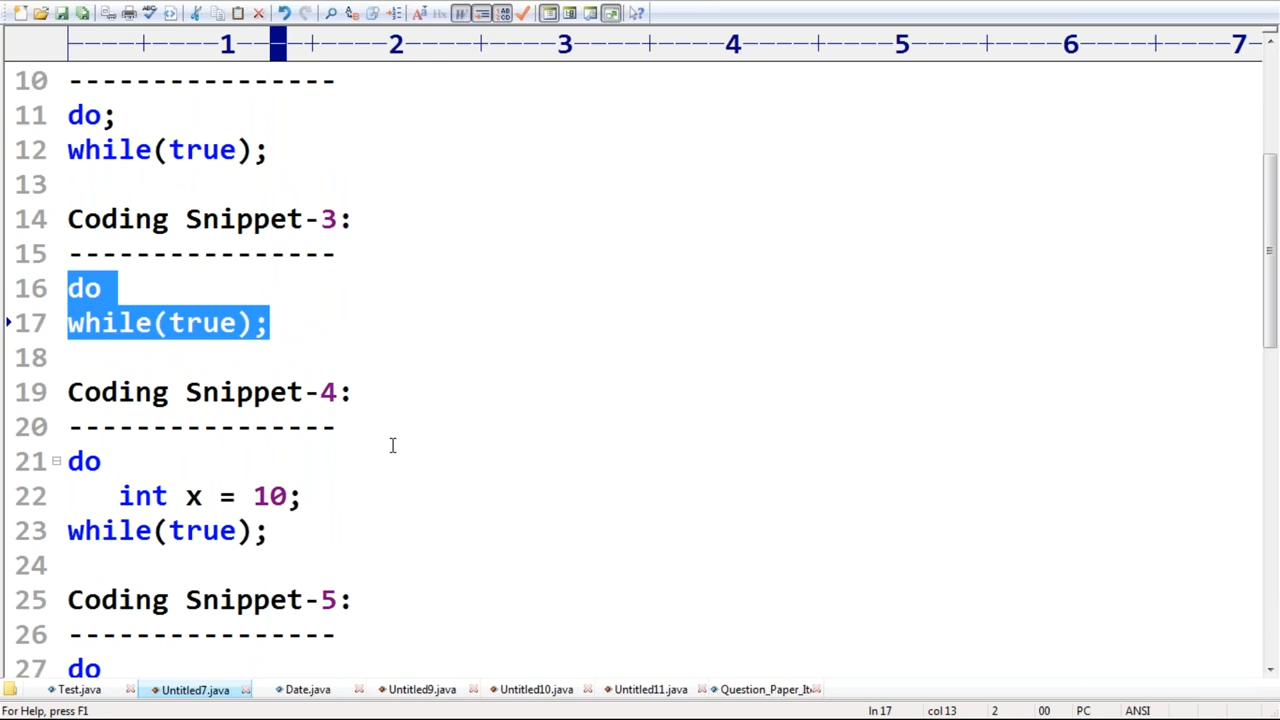 1 2 3 4 5 6 7
10 ----------------
11 do;
12 while(true);
13
14 Coding Snippet-3:
15 ----------------
16 do
17 while(true);
18
19 Coding Snippet-4:
20 ----------------
21 do
22 int x = 10;
23 while(true);
24
25 Coding Snippet-5:
26 ----------------
27 do
Test.java Untitled7.java Date.java Untitled9.java Untitled10.java Untitled11.java Question_Paper_It
For Help, press F1 ln 17 col 13 2 00 PC ANSI